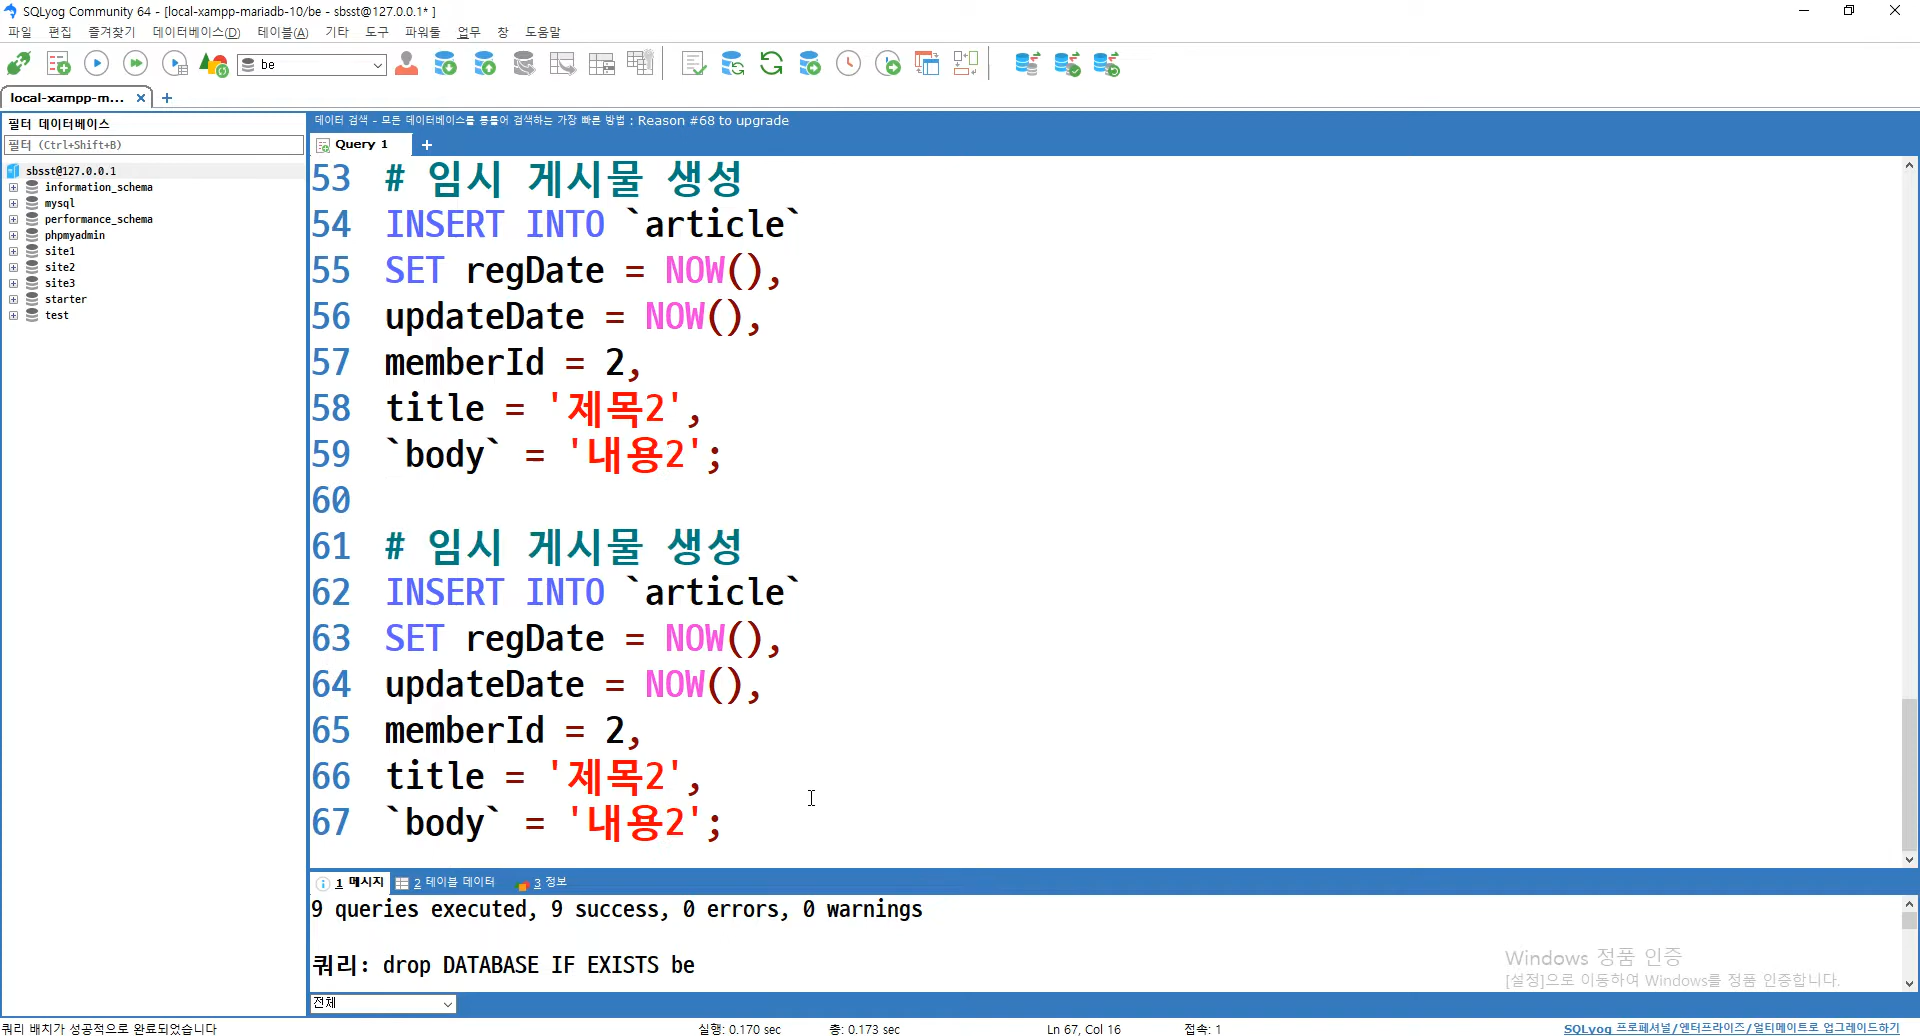 SQLyog Community 64 - [local-xampp-mariadb-10/be - sbsst@127.0.0.1* ]
파일 편집 즐겨찾기 데이터베이스(D) 테이블(A) 기타 도구 파워툴 업무 창 도움말
be
local-xampp-m...
필터 데이터베이스
데이터 검색 - 모든 데이터베이스를 통틀어 검색하는 가장 빠른 방법 : Reason #68 to upgrade
필터 (Ctrl+Shift+B)
Query 1
sbsst@127.0.0.1
information_schema
mysql
performance_schema
phpmyadmin
site1
site2
site3
starter
test
53 # 임시 게시물 생성
54 INSERT INTO `article`
55 SET regDate = NOW(),
56 updateDate = NOW(),
57 memberId = 2,
58 title = '제목2',
59 `body` = '내용2';
60
61 # 임시 게시물 생성
62 INSERT INTO `article`
63 SET regDate = NOW(),
64 updateDate = NOW(),
65 memberId = 2,
66 title = '제목2',
67 `body` = '내용2';
1 메시지 2 테이블 데이터 3 정보
9 queries executed, 9 success, 0 errors, 0 warnings
쿼리: drop DATABASE IF EXISTS be
Windows 정품 인증
[설정]으로 이동하여 Windows를 정품 인증합니다.
전체
쿼리 배치가 성공적으로 완료되었습니다 실행: 0.170 sec 총: 0.173 sec Ln 67, Col 16 접속: 1 SQLyog 프로페셔널/엔터프라이즈/얼티메이트로 업그레이드하기